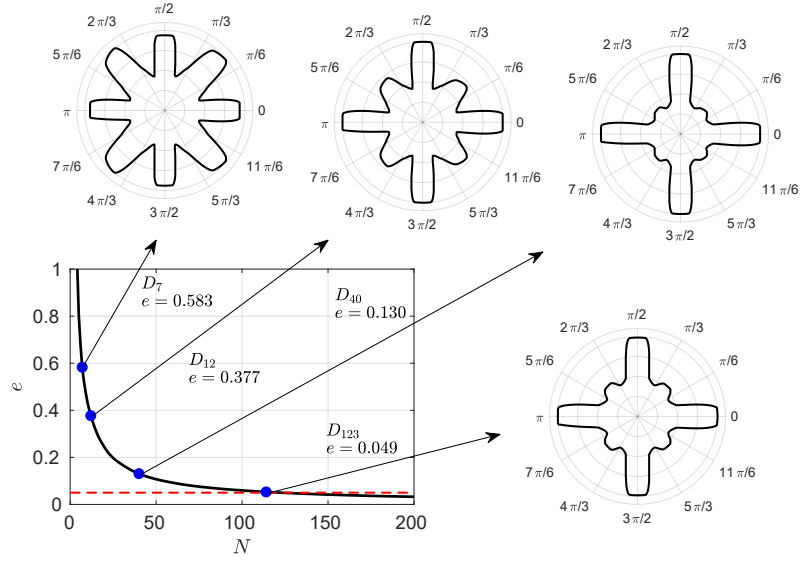 π/2
2π/3
π/3
5π/6
π/6
π
0
7π/6
11π/6
4π/3
5π/3
3π/2
π/2
2π/3
π/3
5π/6
π/6
π
0
7π/6
11π/6
4π/3
5π/3
3π/2
π/2
2π/3
π/3
5π/6
π/6
π
0
7π/6
11π/6
4π/3
5π/3
3π/2
1
0.8
0.6
0.4
0.2
0
e
D₇
e = 0.583
D₄₀
e = 0.130
D₁₂
e = 0.377
D₁₂₃
e = 0.049
0
50
100
150
200
N
π/2
2π/3
π/3
5π/6
π/6
π
0
7π/6
11π/6
4π/3
5π/3
3π/2